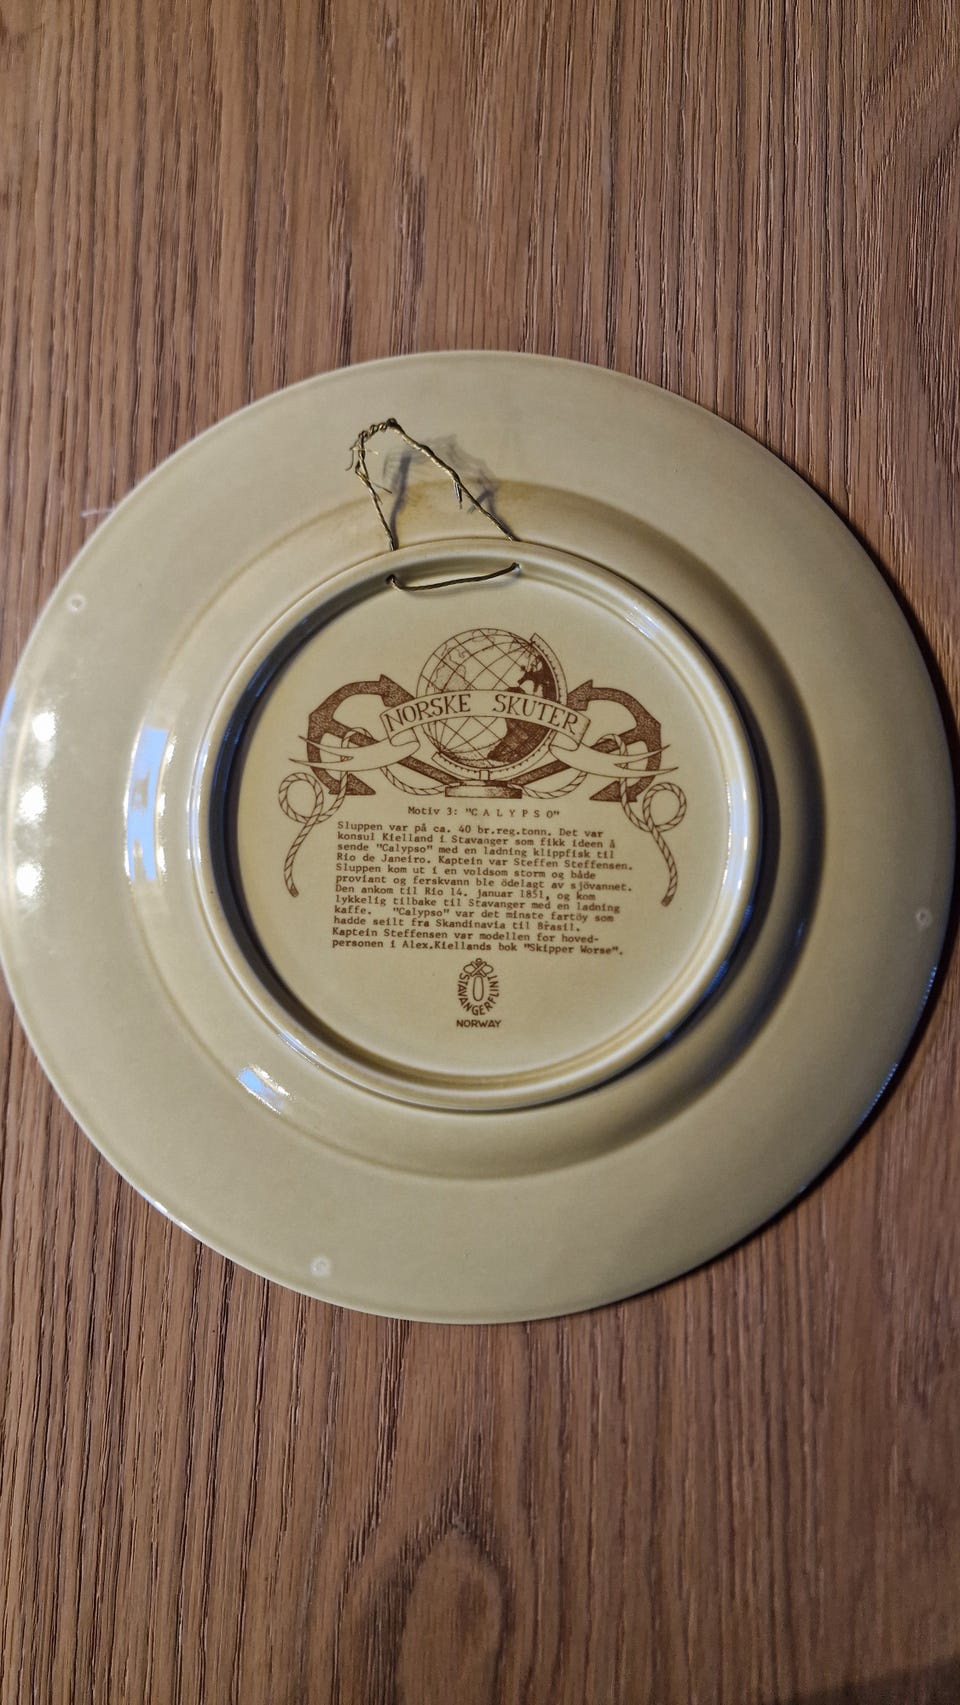 NORSKE SKUTER
Motiv 3: "C A L Y P S O"
Sluppen var på ca. 40 br.reg.tonn. Det var
konsul Kielland i Stavanger som fikk ideen å
sende "Calypso" med en ladning klippfisk til
Rio de Janeiro. Kaptein var Steffen Steffensen.
Sluppen kom ut i en voldsom storm og både
proviant og ferskvann ble ödelagt av sjövannet.
Den ankom til Rio 14. januar 1851, og kom
lykkelig tilbake til Stavanger med en ladning
kaffe. "Calypso" var det minste fartöy som
hadde seilt fra Skandinavia til Brasil.
Kaptein Steffensen var modellen for hoved-
personen i Alex.Kiellands bok "Skipper Worse".
STAVANGERFLINT
NORWAY